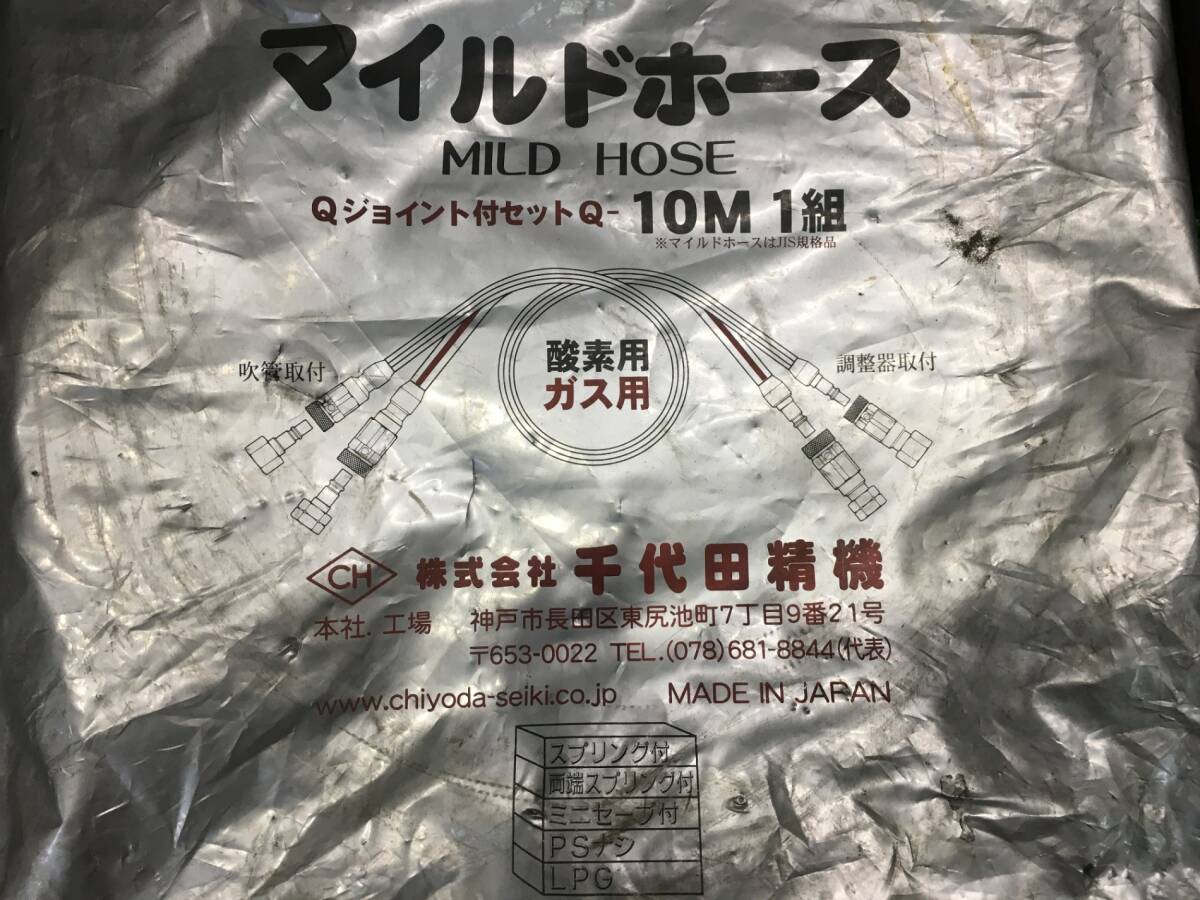 マイルドホース
MILD HOSE
Qジョイント付セットQ- 10M 1組
※マイルドホースはJIS規格品
吹管取付
酸素用
ガス用
調整器取付
CH 株式会社 千代田精機
本社.工場 神戸市長田区東尻池町7丁目9番21号
〒653-0022 TEL.(078)681-8844(代表)
www.chiyoda-seiki.co.jp MADE IN JAPAN
スプリング付
両端スプリング付
ミニセーブ付
PSナシ
LPG